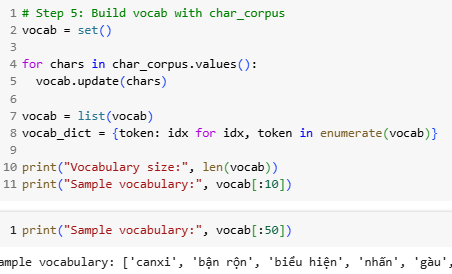 1 # Step 5: Build vocab with char_corpus
2 vocab = set()
3
4 for chars in char_corpus.values():
5   vocab.update(chars)
6
7 vocab = list(vocab)
8 vocab_dict = {token: idx for idx, token in enumerate(vocab)}
9
10 print("Vocabulary size:", len(vocab))
11 print("Sample vocabulary:", vocab[:10])
1 print("Sample vocabulary:", vocab[:50])
ample vocabulary: ['canxi', 'bận rộn', 'biểu hiện', 'nhấn', 'gàu',